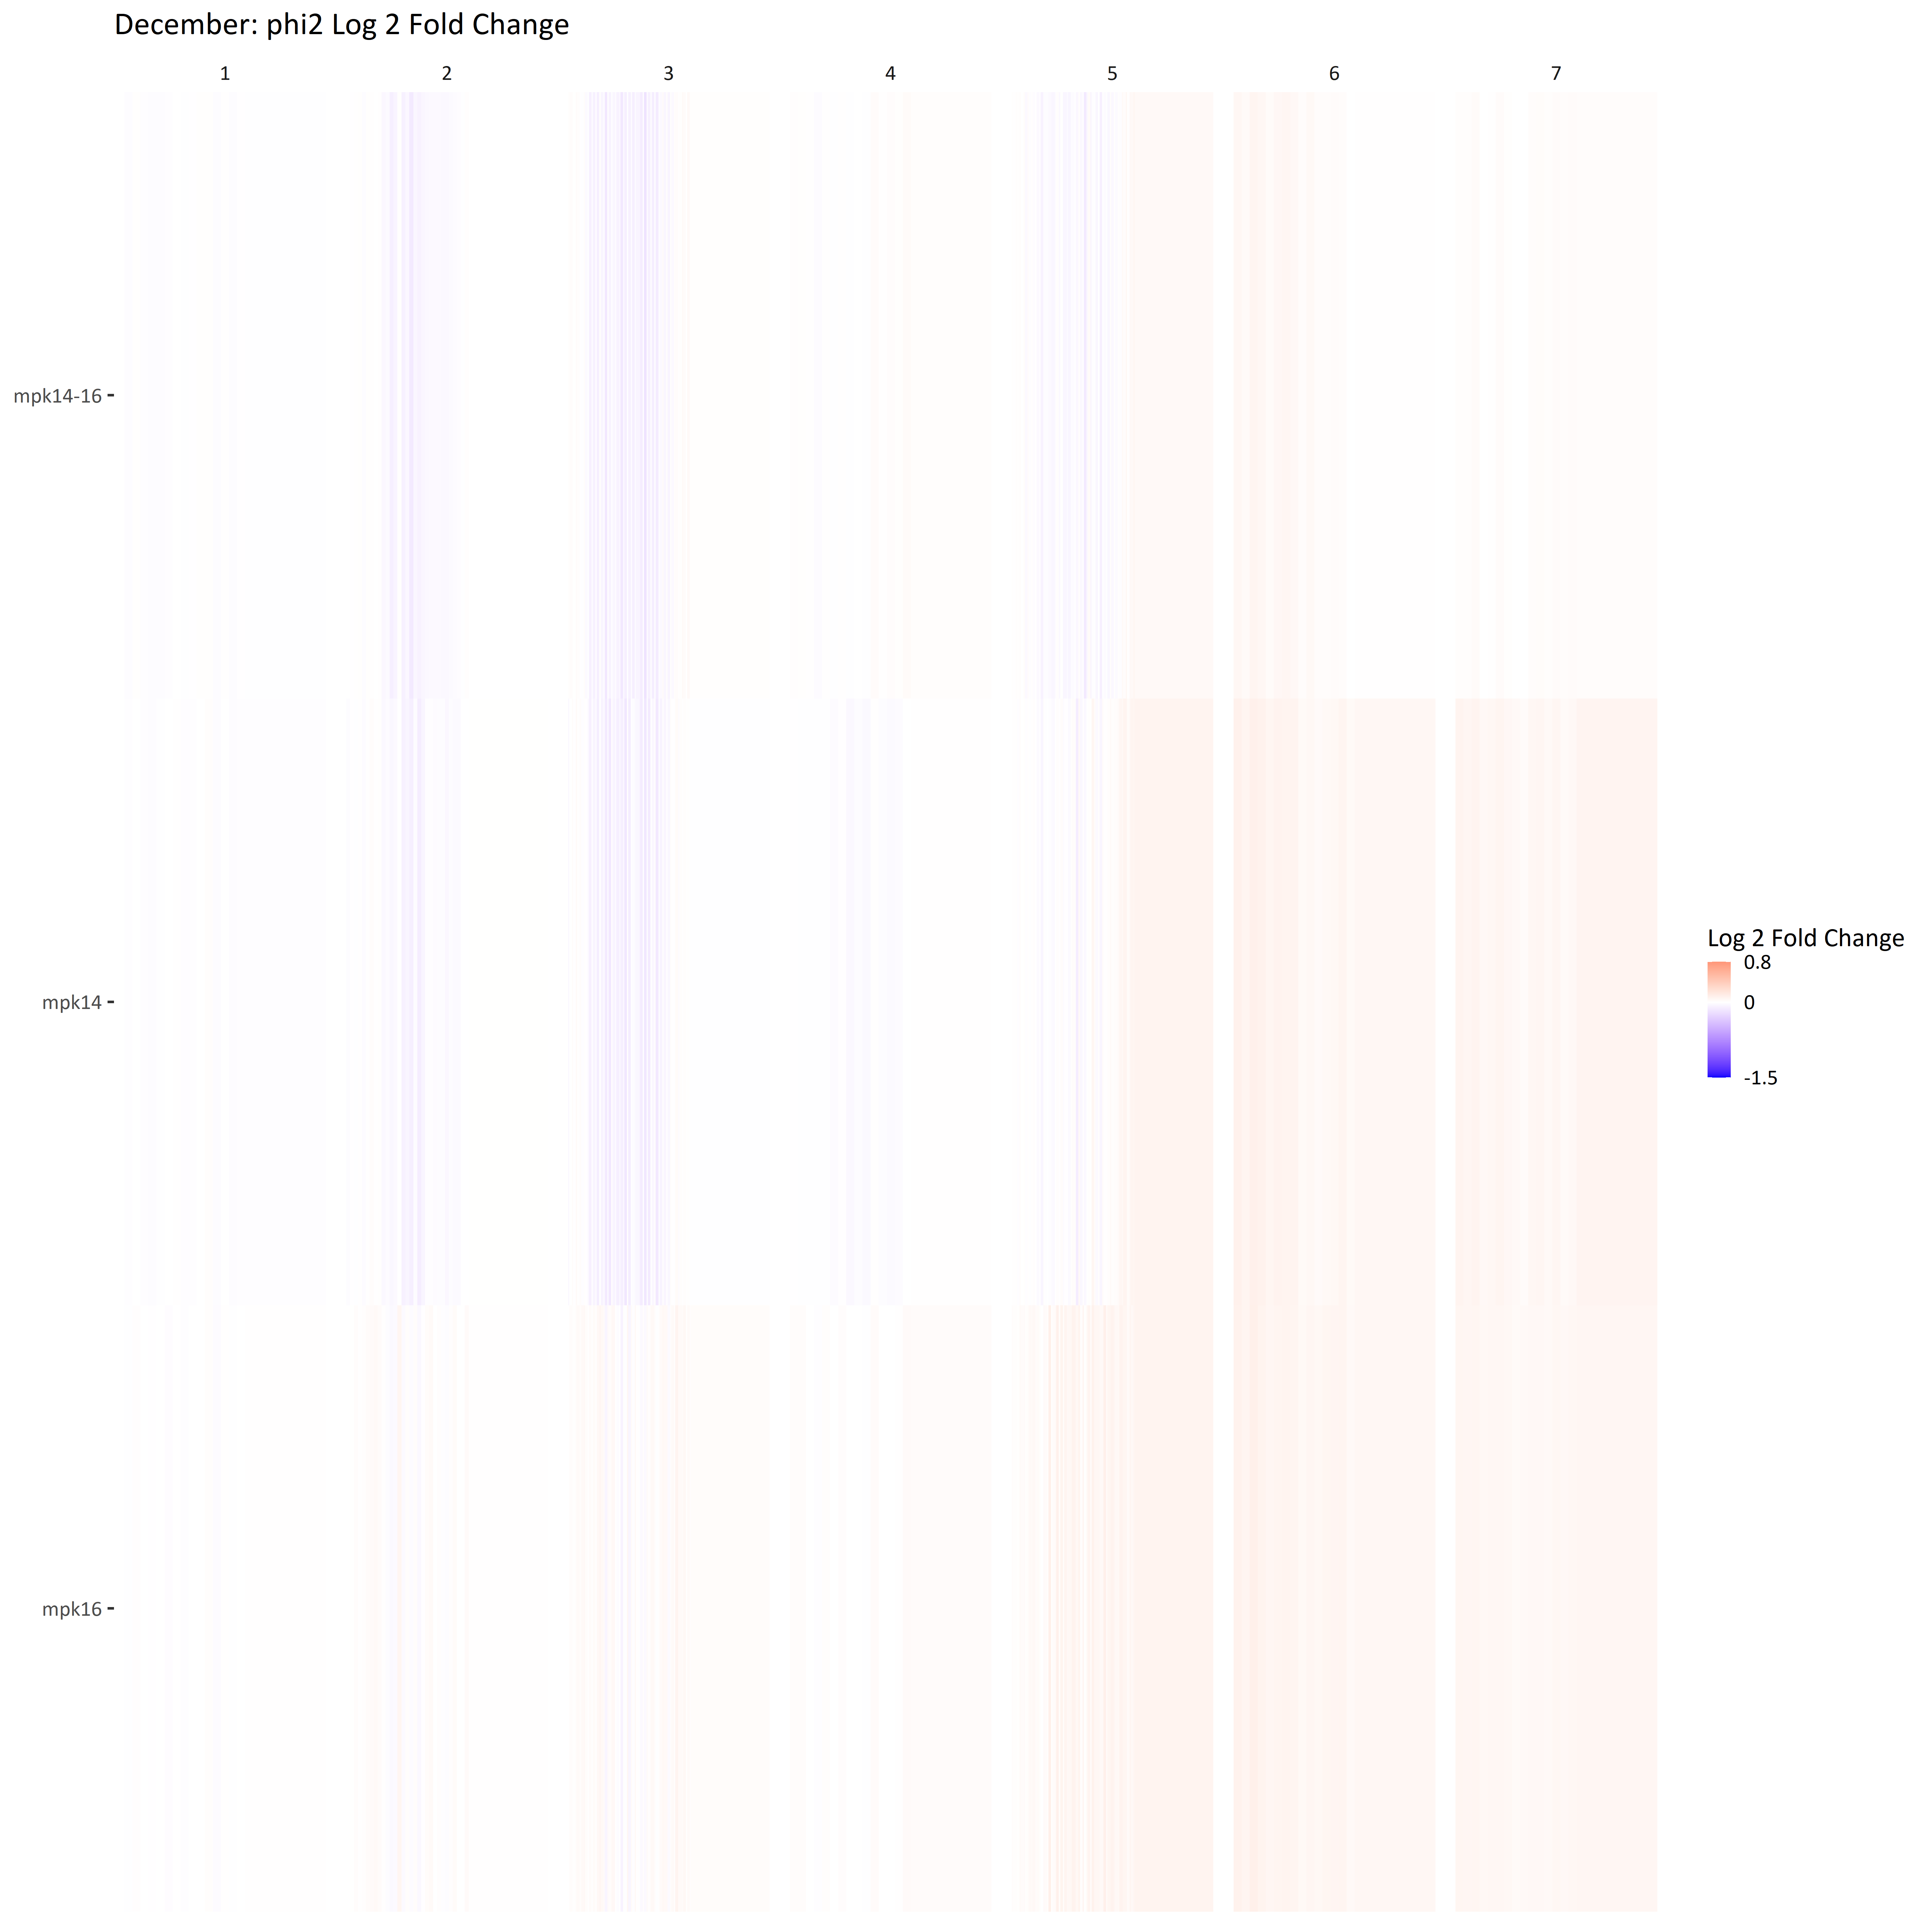 December: phi2 Log 2 Fold Change
1 2 3 4 5 6 7
mpk14-16
mpk14
mpk16
Log 2 Fold Change
0.8
0
-1.5